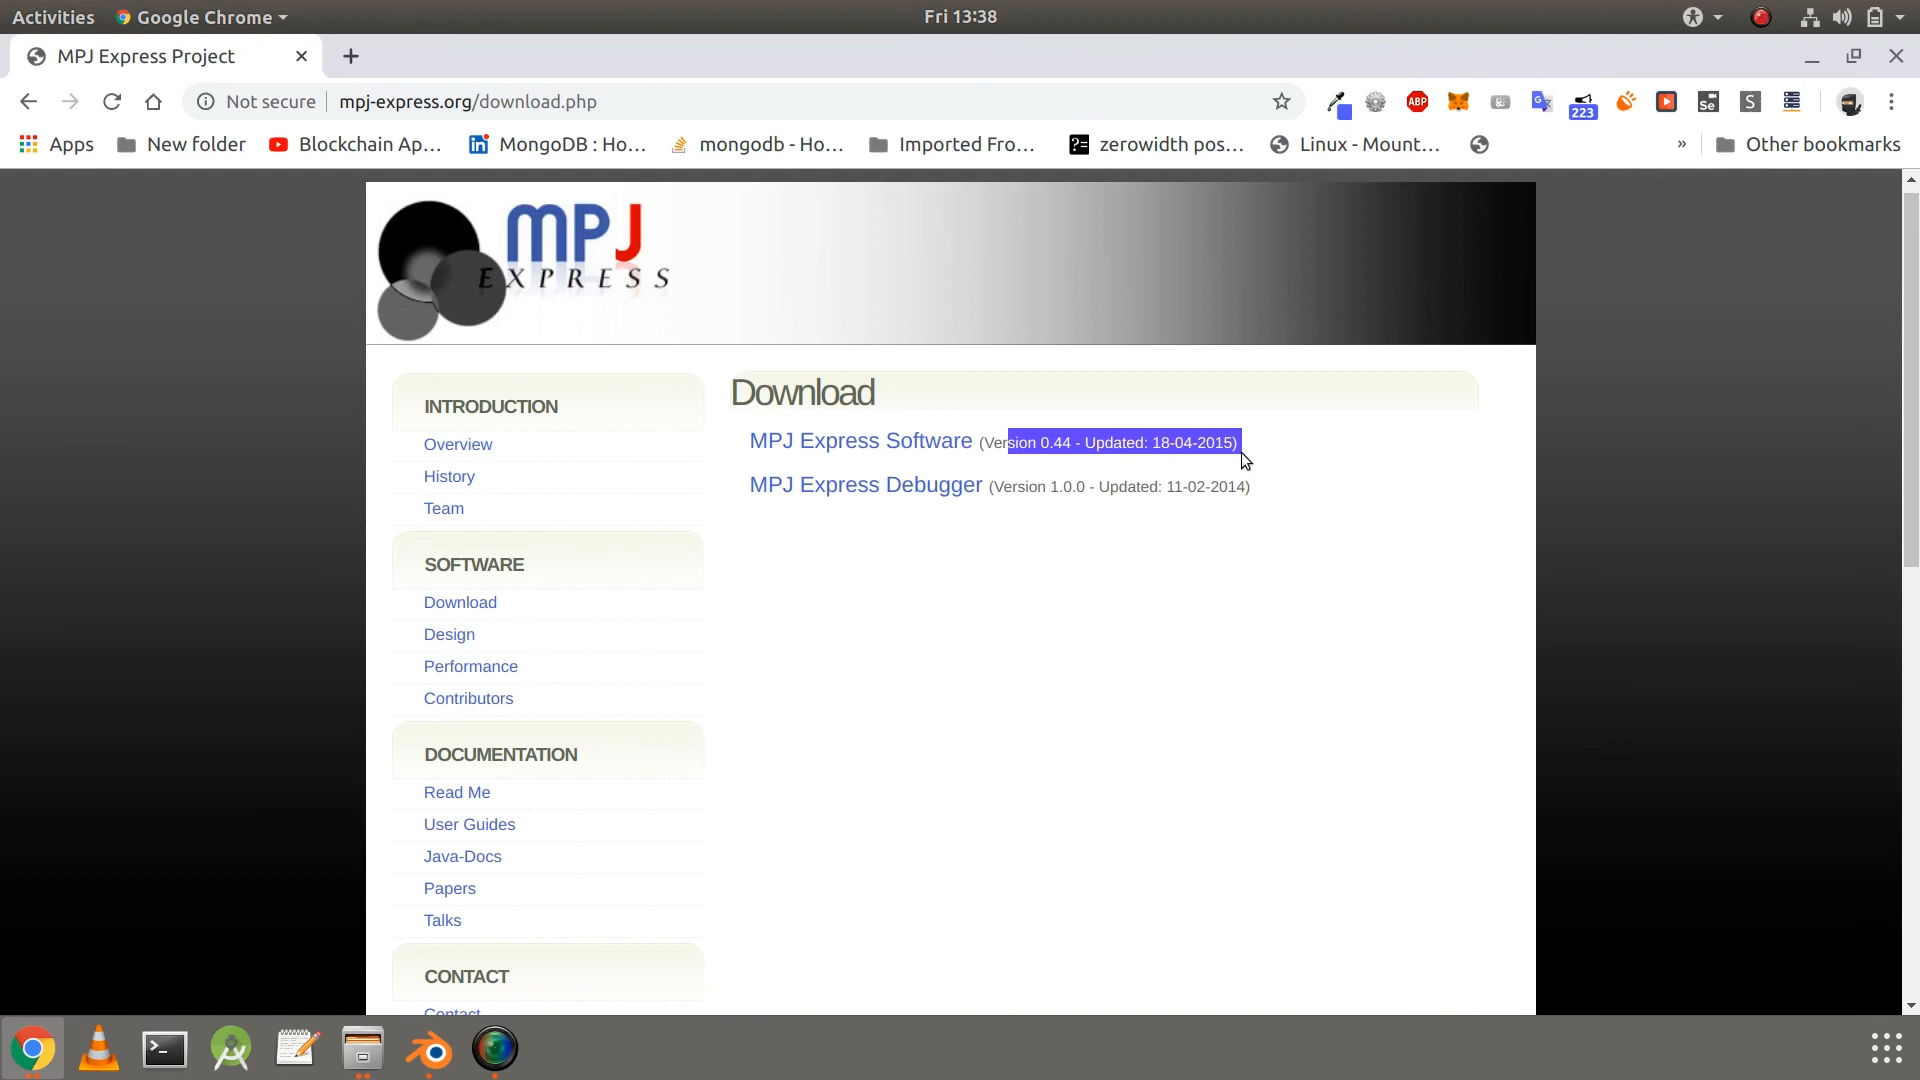 Activities Google Chrome Fri 13:38
MPJ Express Project
Not secure mpj-express.org/download.php ABP 223 Se S
Apps New folder Blockchain Ap... MongoDB : Ho... mongodb - Ho... Imported Fro... zerowidth pos... Linux - Mount... » Other bookmarks
MPJ
EXPRESS
Download
MPJ Express Software (Version 0.44 - Updated: 18-04-2015)
MPJ Express Debugger (Version 1.0.0 - Updated: 11-02-2014)
INTRODUCTION
Overview
History
Team
SOFTWARE
Download
Design
Performance
Contributors
DOCUMENTATION
Read Me
User Guides
Java-Docs
Papers
Talks
CONTACT
Contact